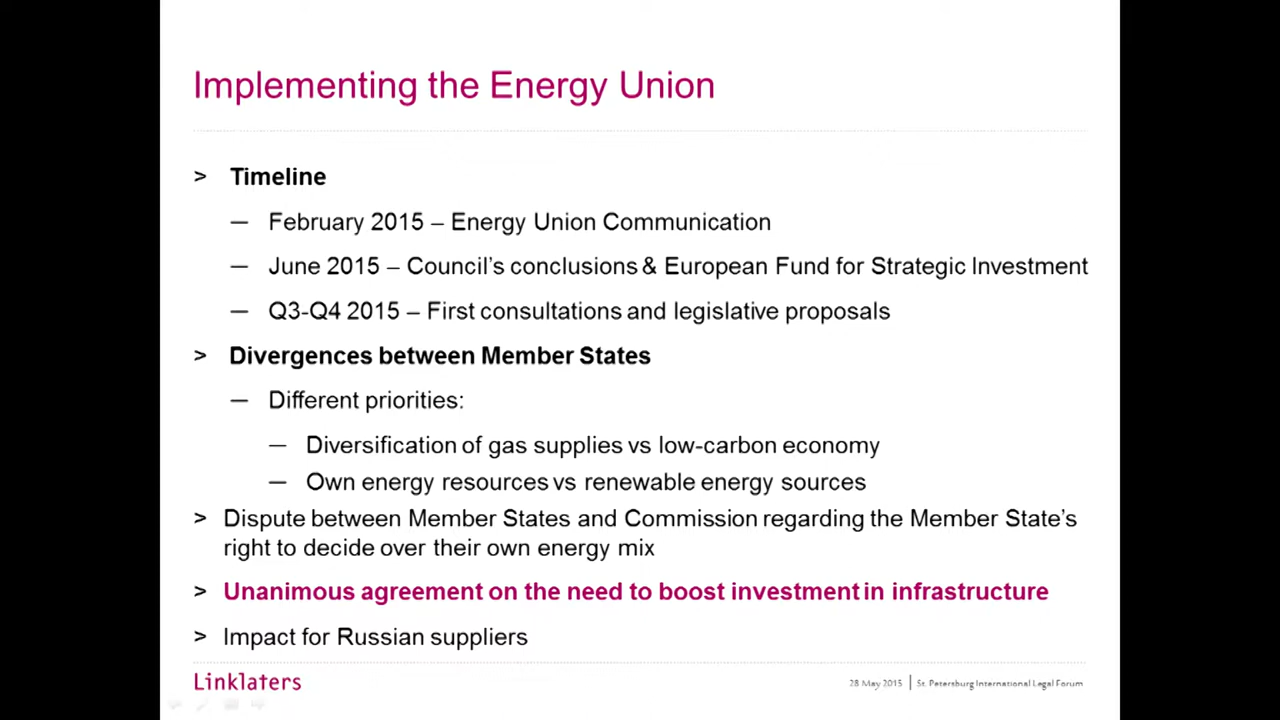 Implementing the Energy Union
> Timeline
— February 2015 – Energy Union Communication
— June 2015 – Council’s conclusions & European Fund for Strategic Investment
— Q3-Q4 2015 – First consultations and legislative proposals
> Divergences between Member States
— Different priorities:
— Diversification of gas supplies vs low-carbon economy
— Own energy resources vs renewable energy sources
> Dispute between Member States and Commission regarding the Member State’s
right to decide over their own energy mix
> Unanimous agreement on the need to boost investment in infrastructure
> Impact for Russian suppliers
Linklaters
28 May 2015 | St. Petersburg International Legal Forum